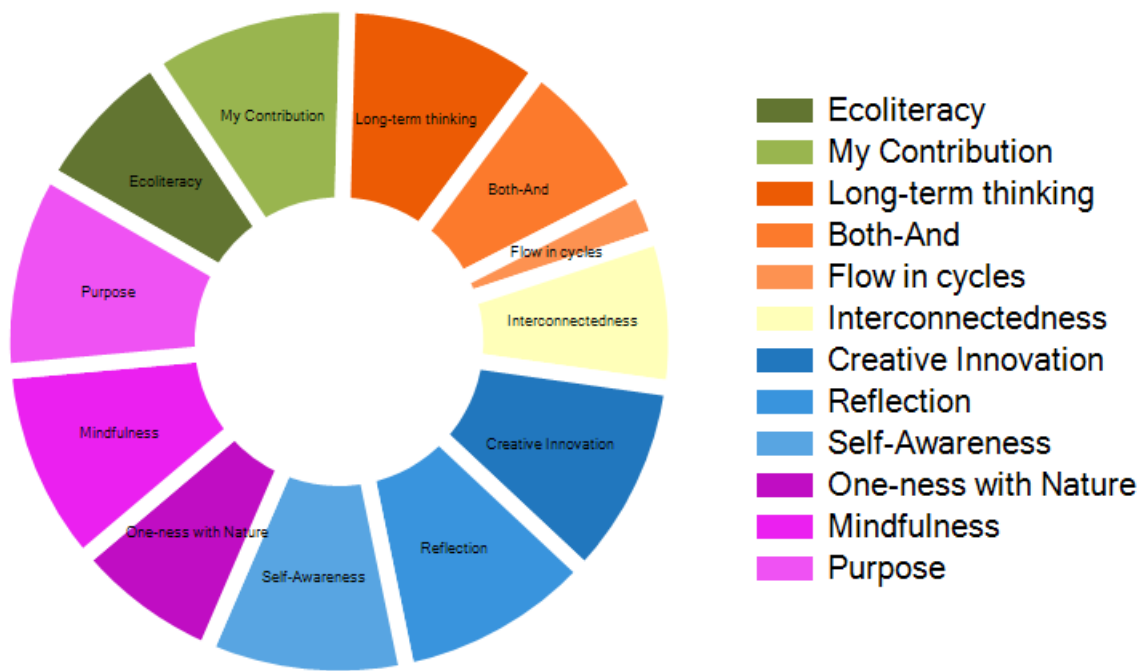 My Contribution
Long-term thinking
Ecoliteracy
Both-And
Flow in cycles
Purpose
Interconnectedness
Mindfulness
Creative Innovation
One-ness with Nature
Reflection
Self-Awareness
Ecoliteracy
My Contribution
Long-term thinking
Both-And
Flow in cycles
Interconnectedness
Creative Innovation
Reflection
Self-Awareness
One-ness with Nature
Mindfulness
Purpose